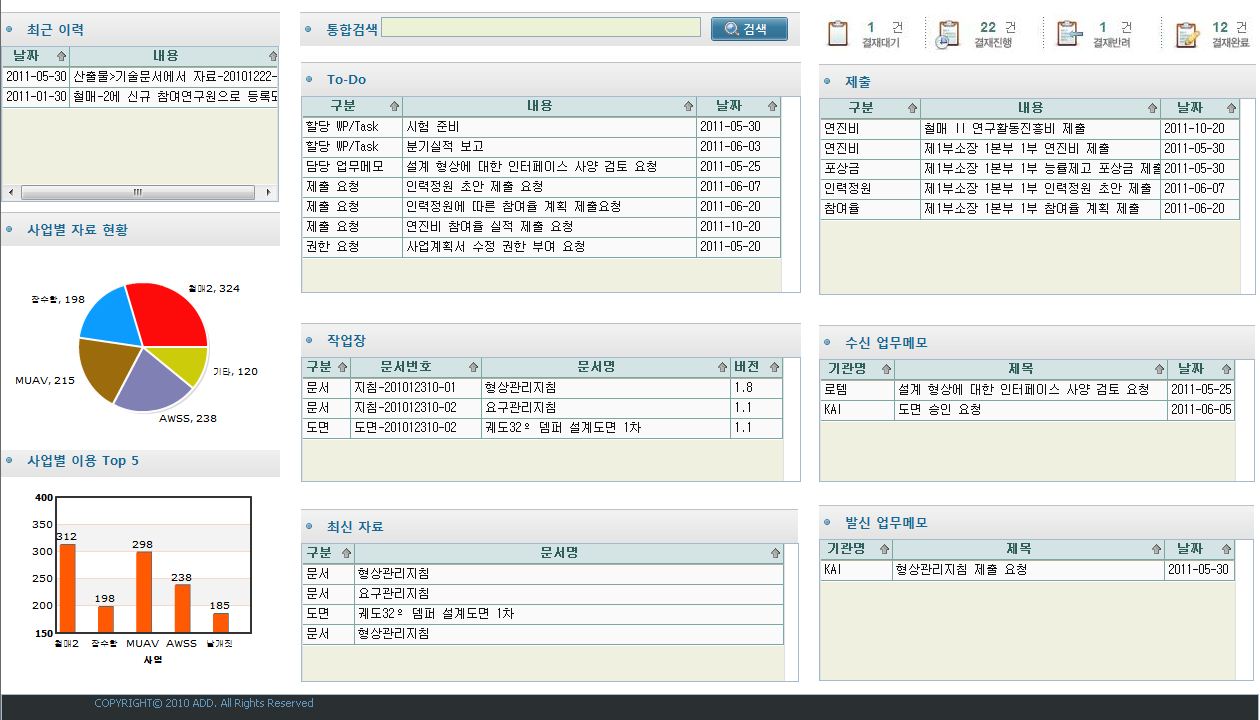 최근 이력
날짜 내용
2011-05-30 산출물>기술문서에서 자료-20101222-
2011-01-30 철매-2에 신규 참여연구원으로 등록도
통합검색 검색
1 건 결재대기
22 건 결재진행
1 건 결재반려
12 건 결재완료
To-Do
구분 내용 날짜
할당 WP/Task 시험 준비 2011-05-30
할당 WP/Task 분기실적 보고 2011-06-03
담당 업무메모 설계 형상에 대한 인터페이스 사양 검토 요청 2011-05-25
제출 요청 인력정원 초안 제출 요청 2011-06-07
제출 요청 인력정원에 따른 참여율 계획 제출요청 2011-06-20
제출 요청 연진비 참여율 실적 제출 요청 2011-10-20
권한 요청 사업계획서 수정 권한 부여 요청 2011-05-20
제출
구분 내용 날짜
연진비 철매 II 연구활동진흥비 제출 2011-10-20
연진비 제1부소장 1본부 1부 연진비 제출 2011-05-30
포상금 제1부소장 1본부 1부 능률제고 포상금 제출 2011-05-30
인력정원 제1부소장 1본부 1부 인력정원 초안 제출 2011-06-07
참여율 제1부소장 1본부 1부 참여율 계획 제출 2011-06-20
사업별 자료 현황
철매2, 324
잠수함, 198
기타, 120
MUAV, 215
AWSS, 238
작업장
구분 문서번호 문서명 버전
문서 지침-201012310-01 형상관리지침 1.8
문서 지침-201012310-02 요구관리지침 1.1
도면 도면-201012310-02 궤도32º 뎀퍼 설계도면 1차 1.1
수신 업무메모
기관명 제목 날짜
로템 설계 형상에 대한 인터페이스 사양 검토 요청 2011-05-25
KAI 도면 승인 요청 2011-06-05
사업별 이용 Top 5
400
350
300
250
200
150
312
198
298
238
185
철매2 잠수함 MUAV AWSS 날개짓
사업
최신 자료
구분 문서명
문서 형상관리지침
문서 요구관리지침
도면 궤도32º 뎀퍼 설계도면 1차
문서 형상관리지침
발신 업무메모
기관명 제목 날짜
KAI 형상관리지침 제출 요청 2011-05-30
COPYRIGHT© 2010 ADD. All Rights Reserved